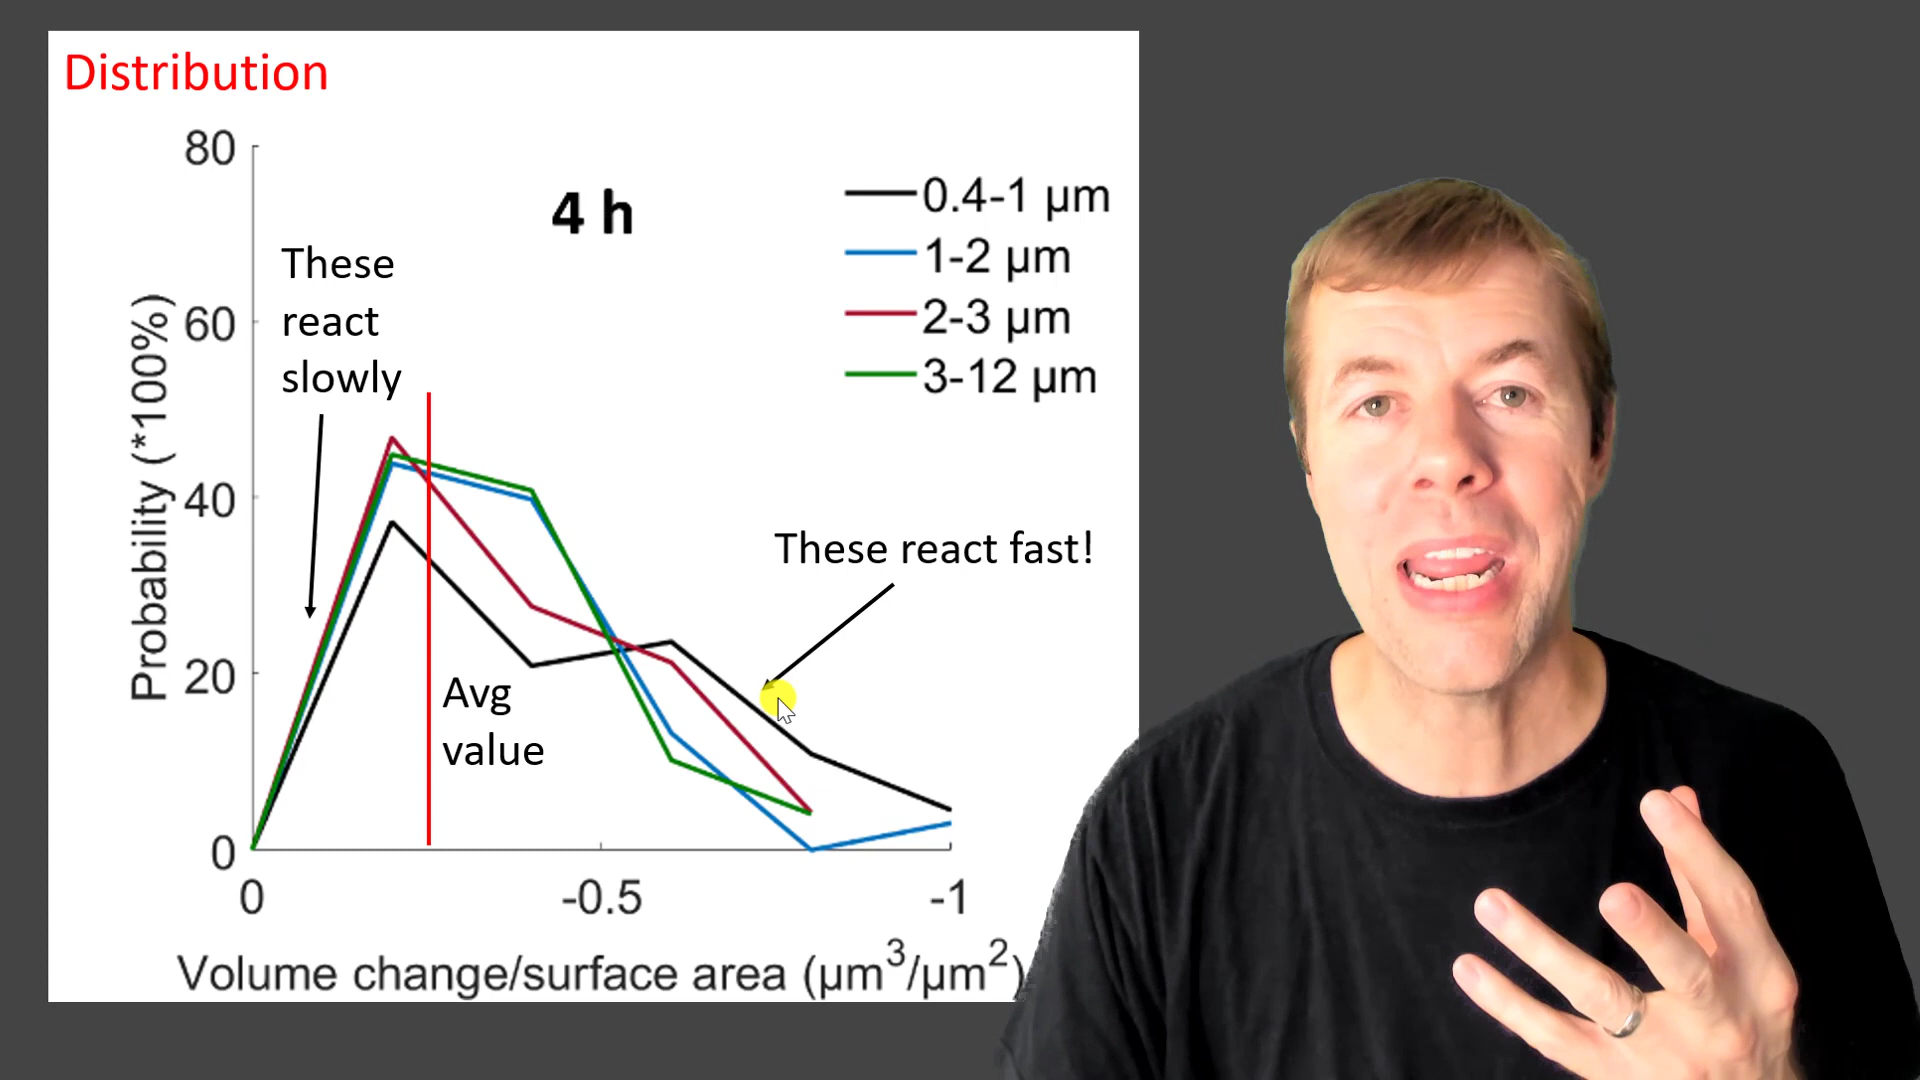 Distribution
80
60
40
20
0
Probability (*100%)
4 h
0.4-1 µm
1-2 µm
2-3 µm
3-12 µm
These
react
slowly
These react fast!
Avg
value
0
-0.5
-1
Volume change/surface area (µm³/µm²)